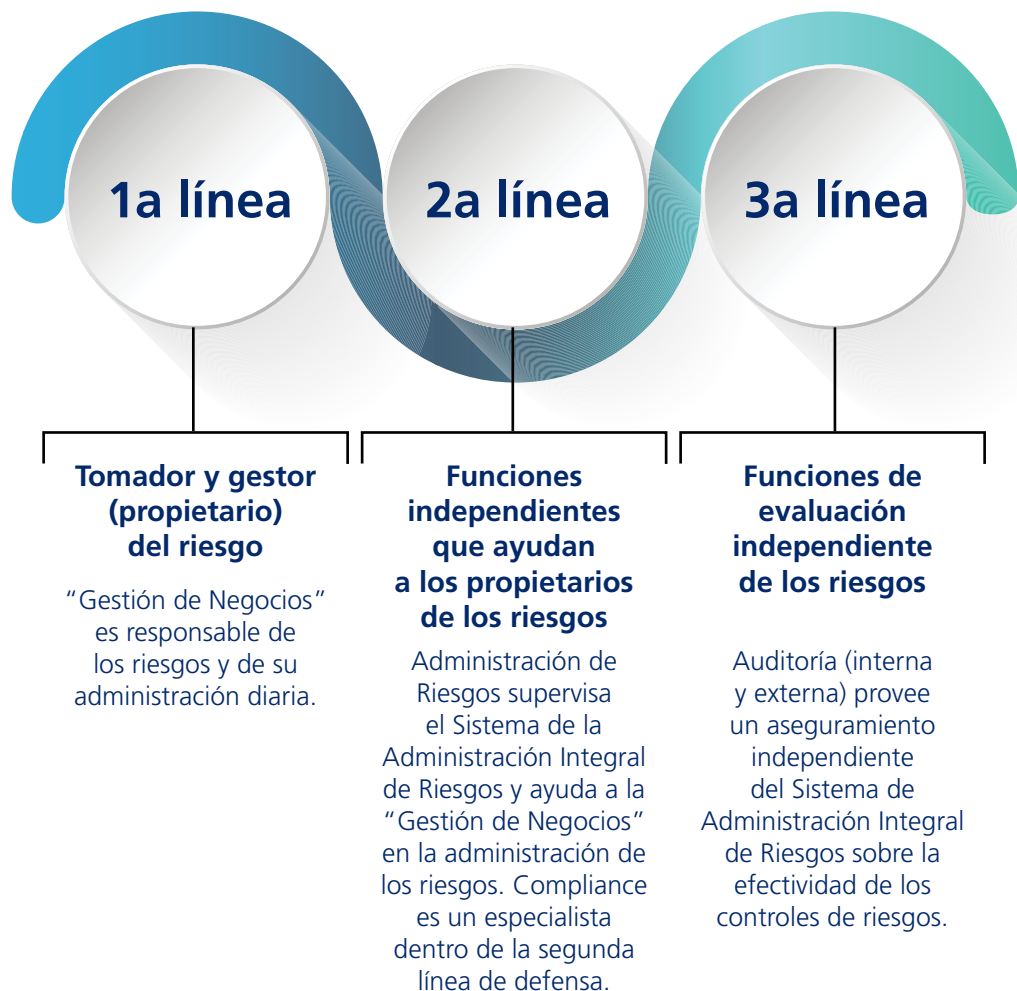 1a línea
2a línea
3a línea
Tomador y gestor
(propietario)
del riesgo
“Gestión de Negocios”
es responsable de
los riesgos y de su
administración diaria.
Funciones
independientes
que ayudan
a los propietarios
de los riesgos
Administración de
Riesgos supervisa
el Sistema de la
Administración Integral
de Riesgos y ayuda a la
“Gestión de Negocios”
en la administración de
los riesgos. Compliance
es un especialista
dentro de la segunda
línea de defensa.
Funciones de
evaluación
independiente
de los riesgos
Auditoría (interna
y externa) provee
un aseguramiento
independiente
del Sistema de
Administración Integral
de Riesgos sobre la
efectividad de los
controles de riesgos.